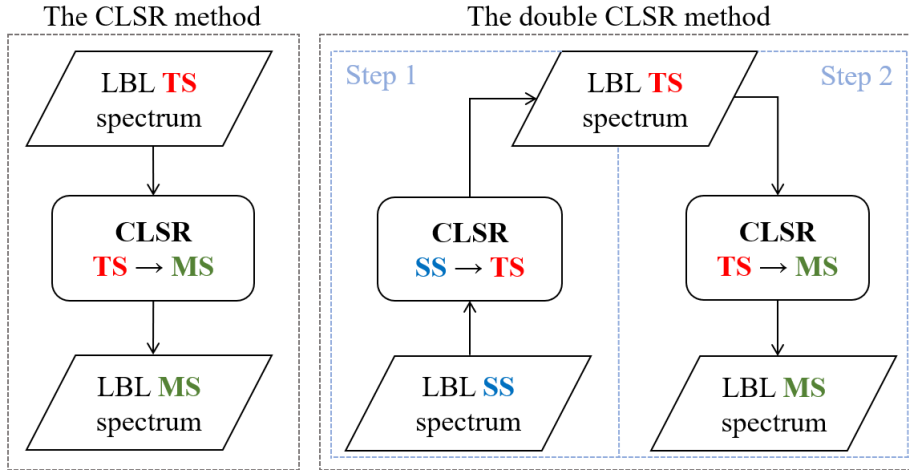 The CLSR method
LBL TS
spectrum
CLSR
TS → MS
LBL MS
spectrum
The double CLSR method
Step 1
LBL TS
spectrum
Step 2
CLSR
SS → TS
CLSR
TS → MS
LBL SS
spectrum
LBL MS
spectrum